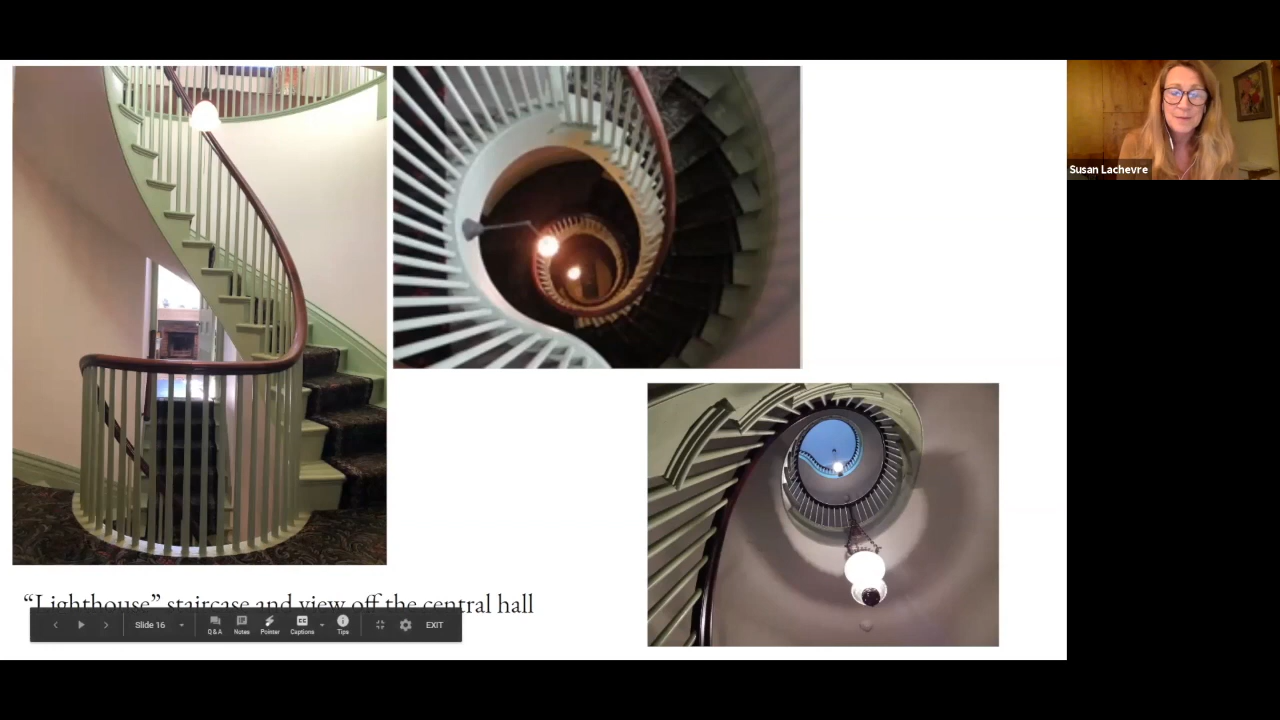 Susan Lachevre
“Lighthouse” staircase and view off the central hall
Slide 16
Q & A
Notes
Pointer
Captions
Tips
EXIT